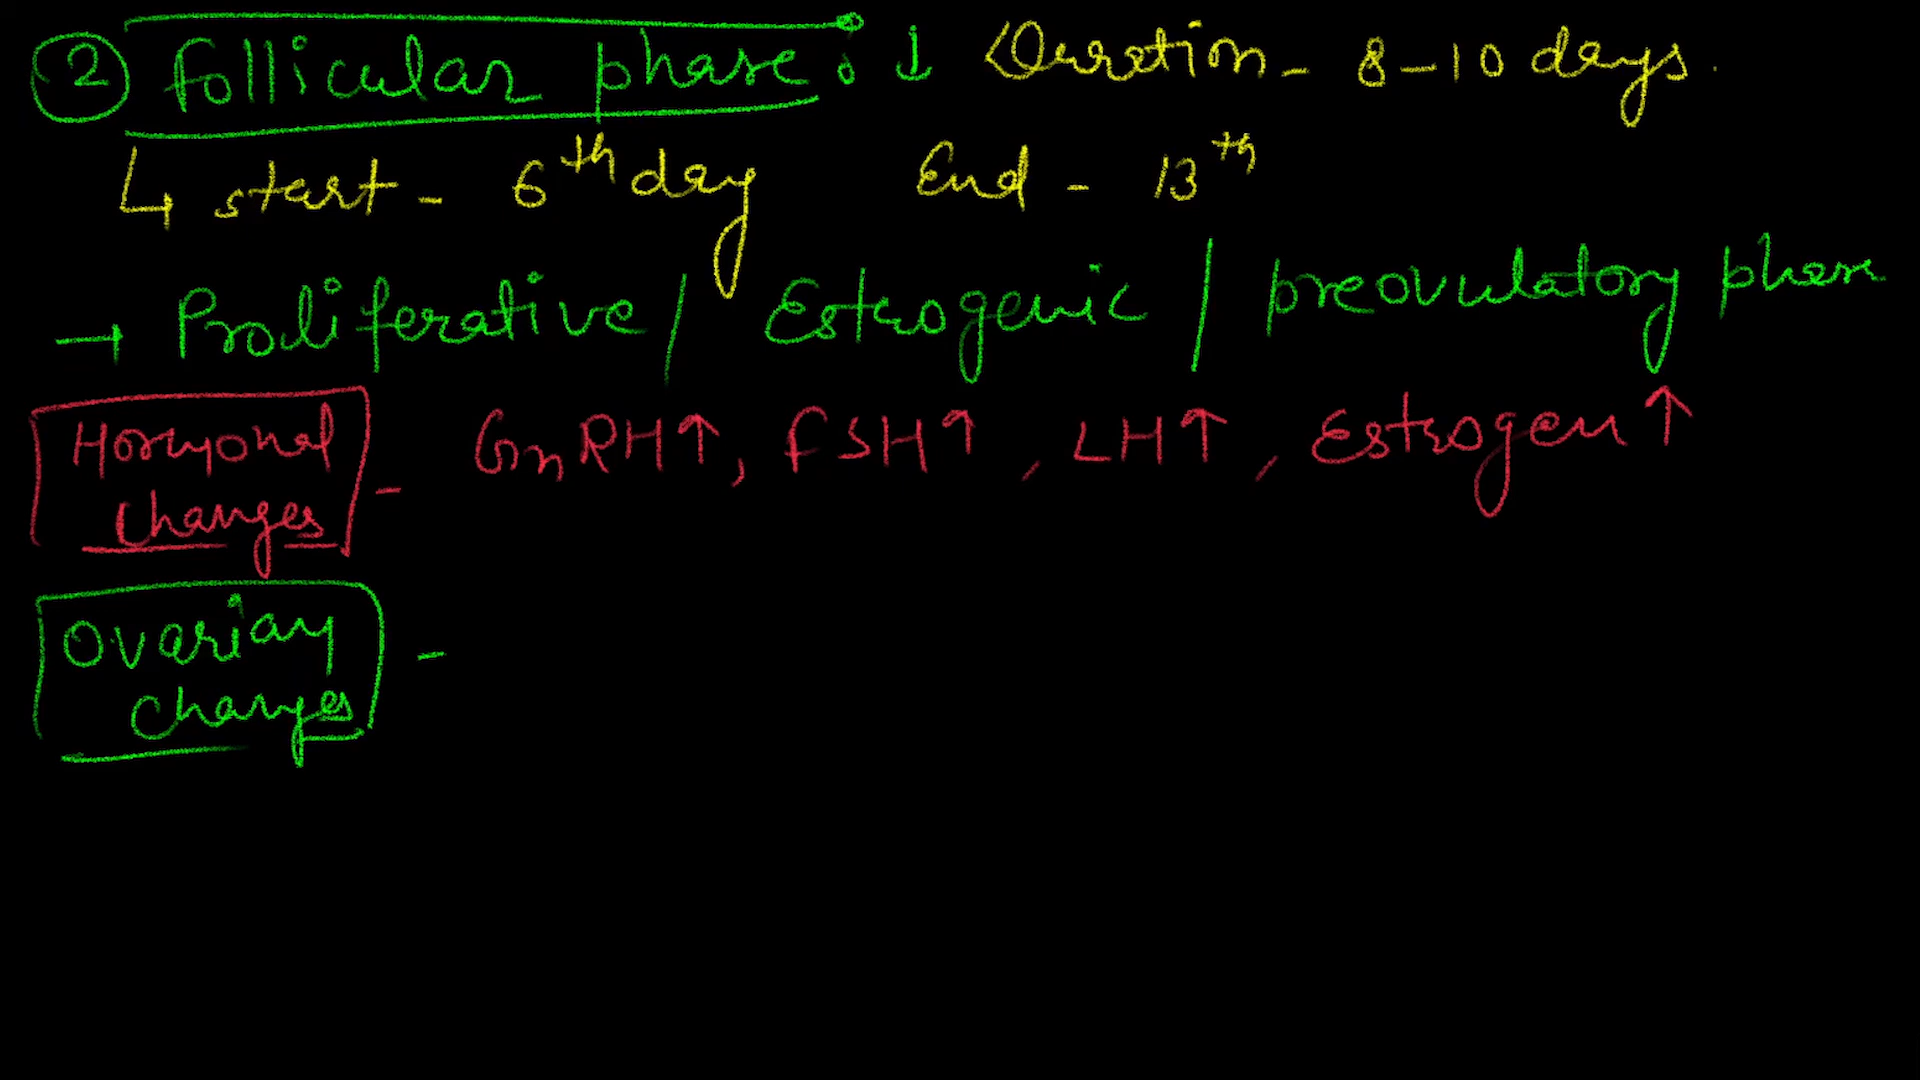 2 Follicular phase : ↓ Duration - 8-10 days.
↳ start - 6th day End - 13th
→ Proliferative / Estrogenic / preovulatory phase
Hormonal changes - GnRH↑, FSH↑, LH↑, Estrogen↑
Ovarian changes -